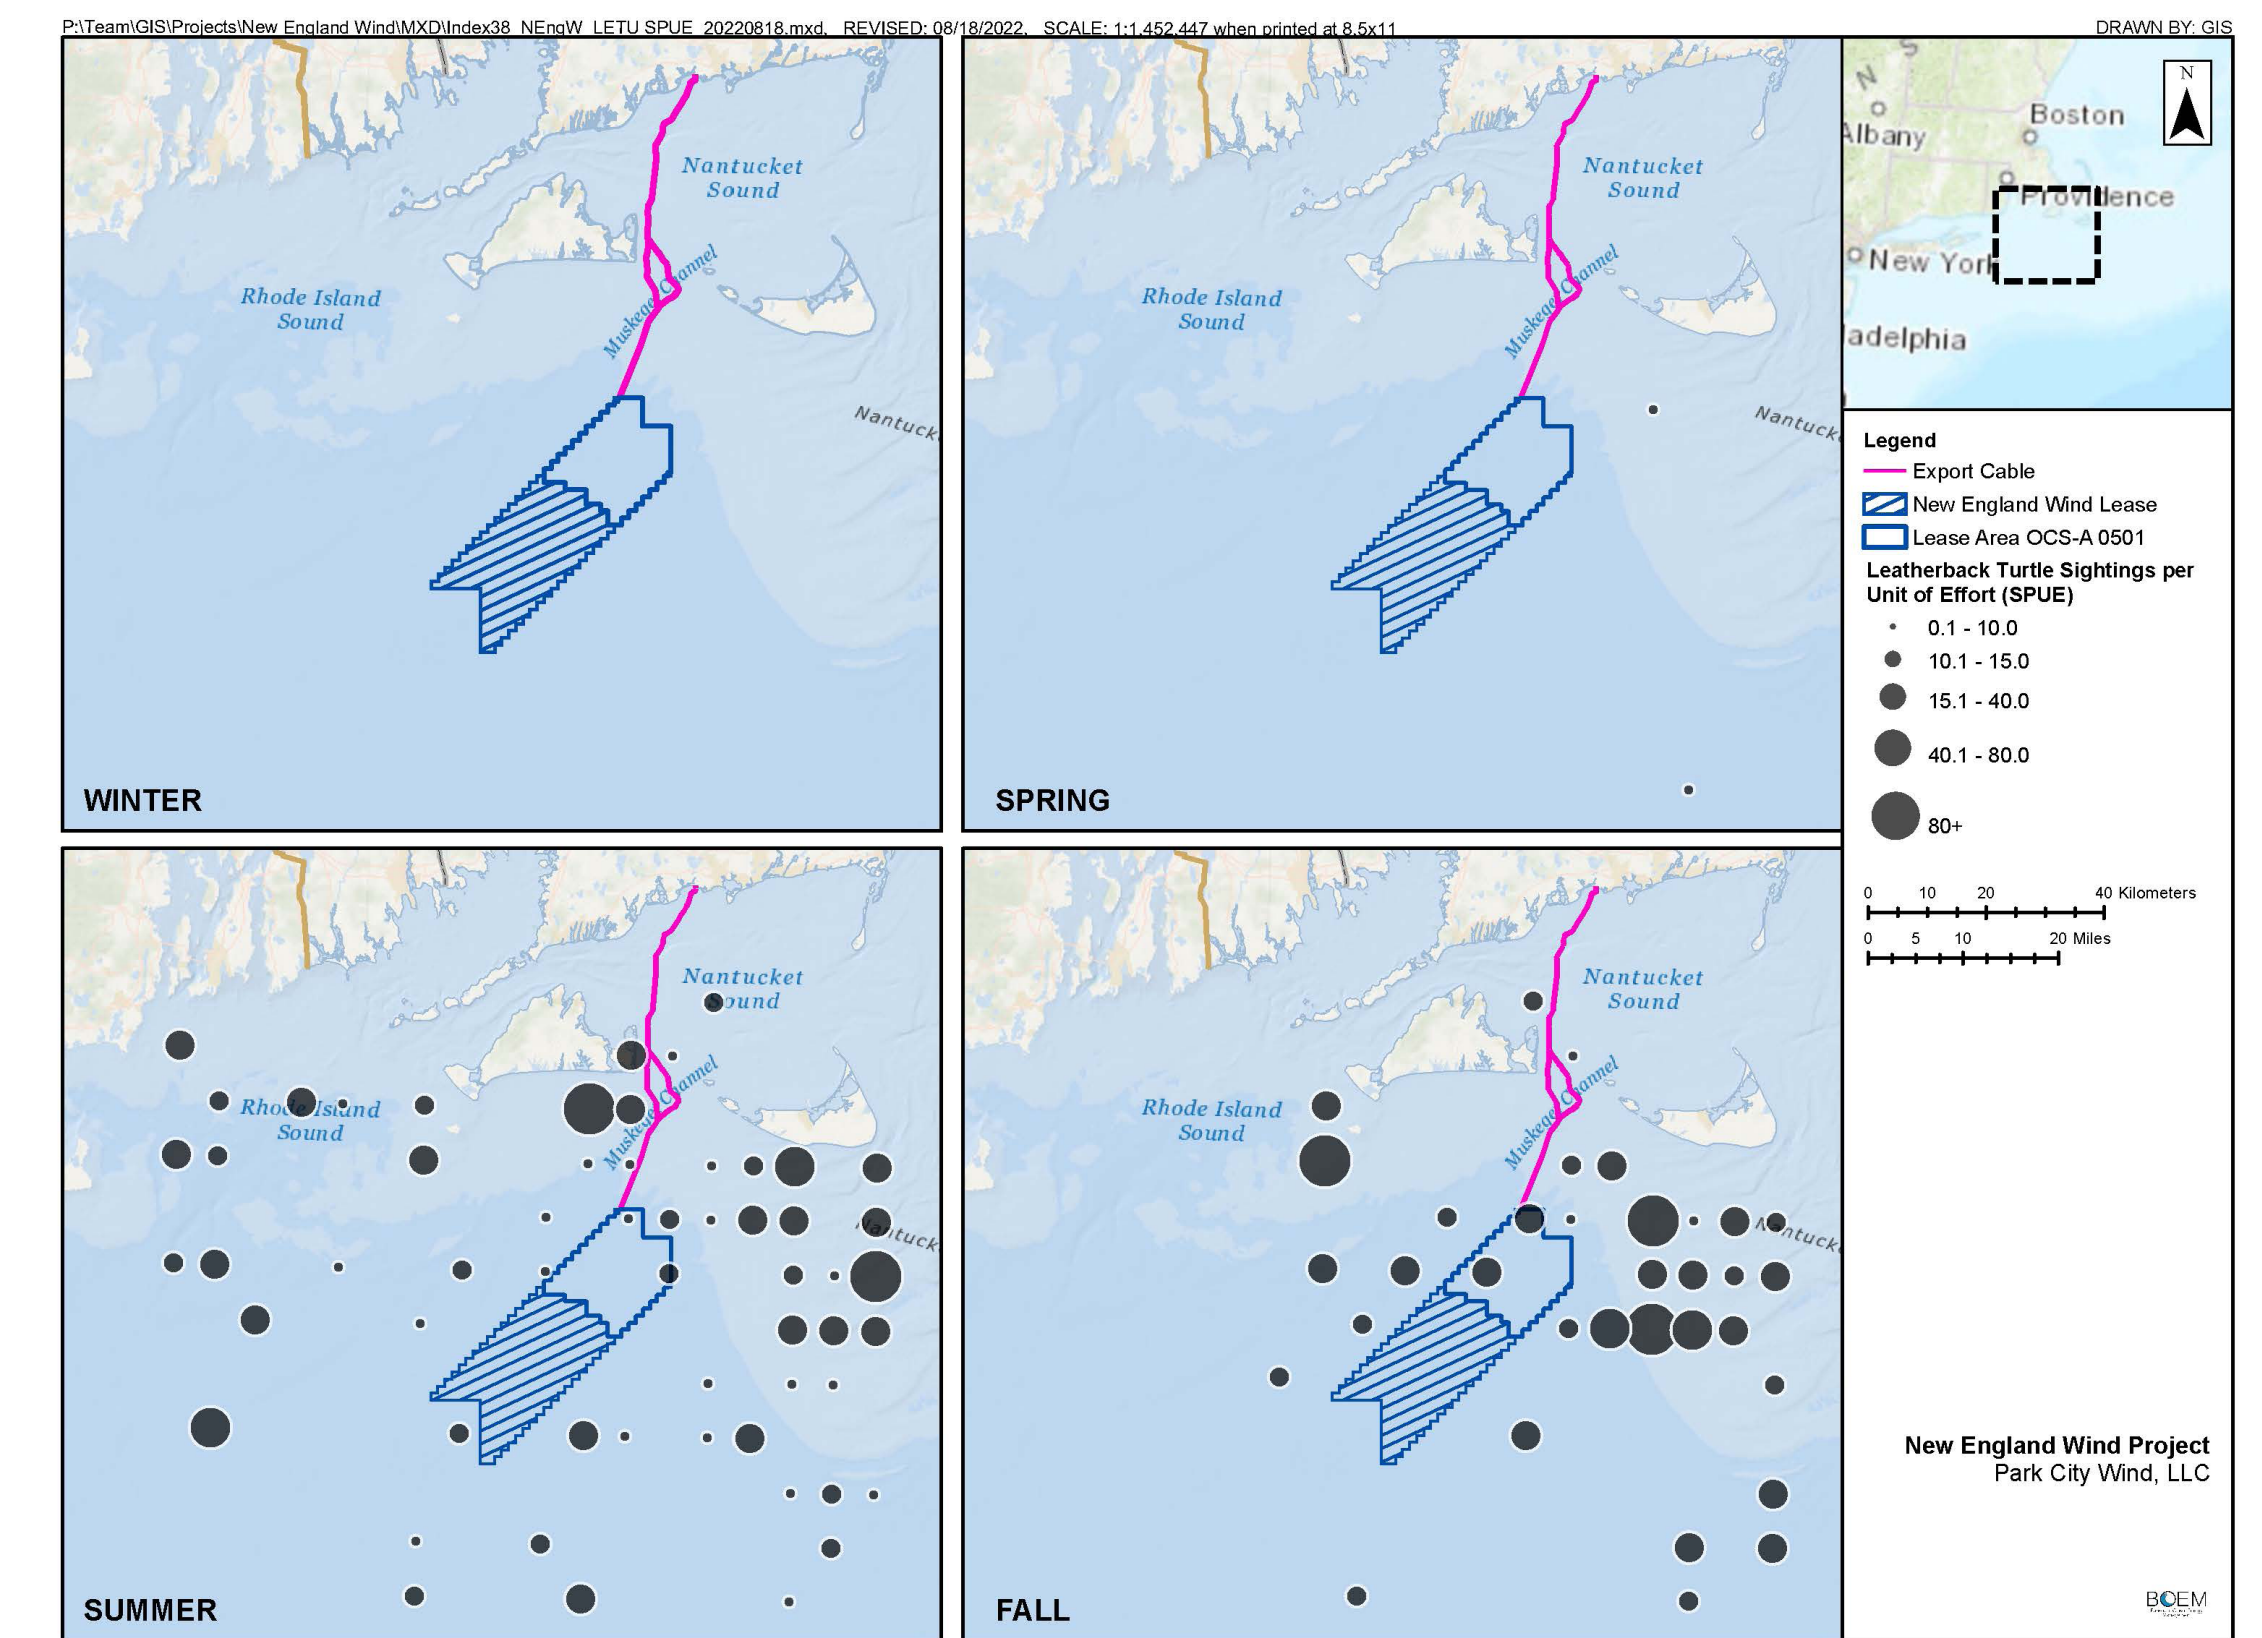 P:\Team\GIS\Projects\New England Wind\MXD\Index38_NEngW_LETU SPUE_20220818.mxd, REVISED: 08/18/2022, SCALE: 1:1,452,447 when printed at 8.5x11
DRAWN BY: GIS
Nantucket
Sound
Rhode Island
Sound
Muskeget Channel
Nantuck
WINTER
Nantucket
Sound
Rhode Island
Sound
Muskeget Channel
Nantuck
SPRING
N
S
N
Boston
Albany
Providence
New York
adelphia
Legend
Export Cable
New England Wind Lease
Lease Area OCS-A 0501
Leatherback Turtle Sightings per
Unit of Effort (SPUE)
0.1 - 10.0
10.1 - 15.0
15.1 - 40.0
40.1 - 80.0
80+
0 10 20 40 Kilometers
0 5 10 20 Miles
Nantucket
Sound
Rhode Island
Sound
Muskeget Channel
Nantuck
SUMMER
Nantucket
Sound
Rhode Island
Sound
Muskeget Channel
Nantuck
FALL
New England Wind Project
Park City Wind, LLC
BOEM